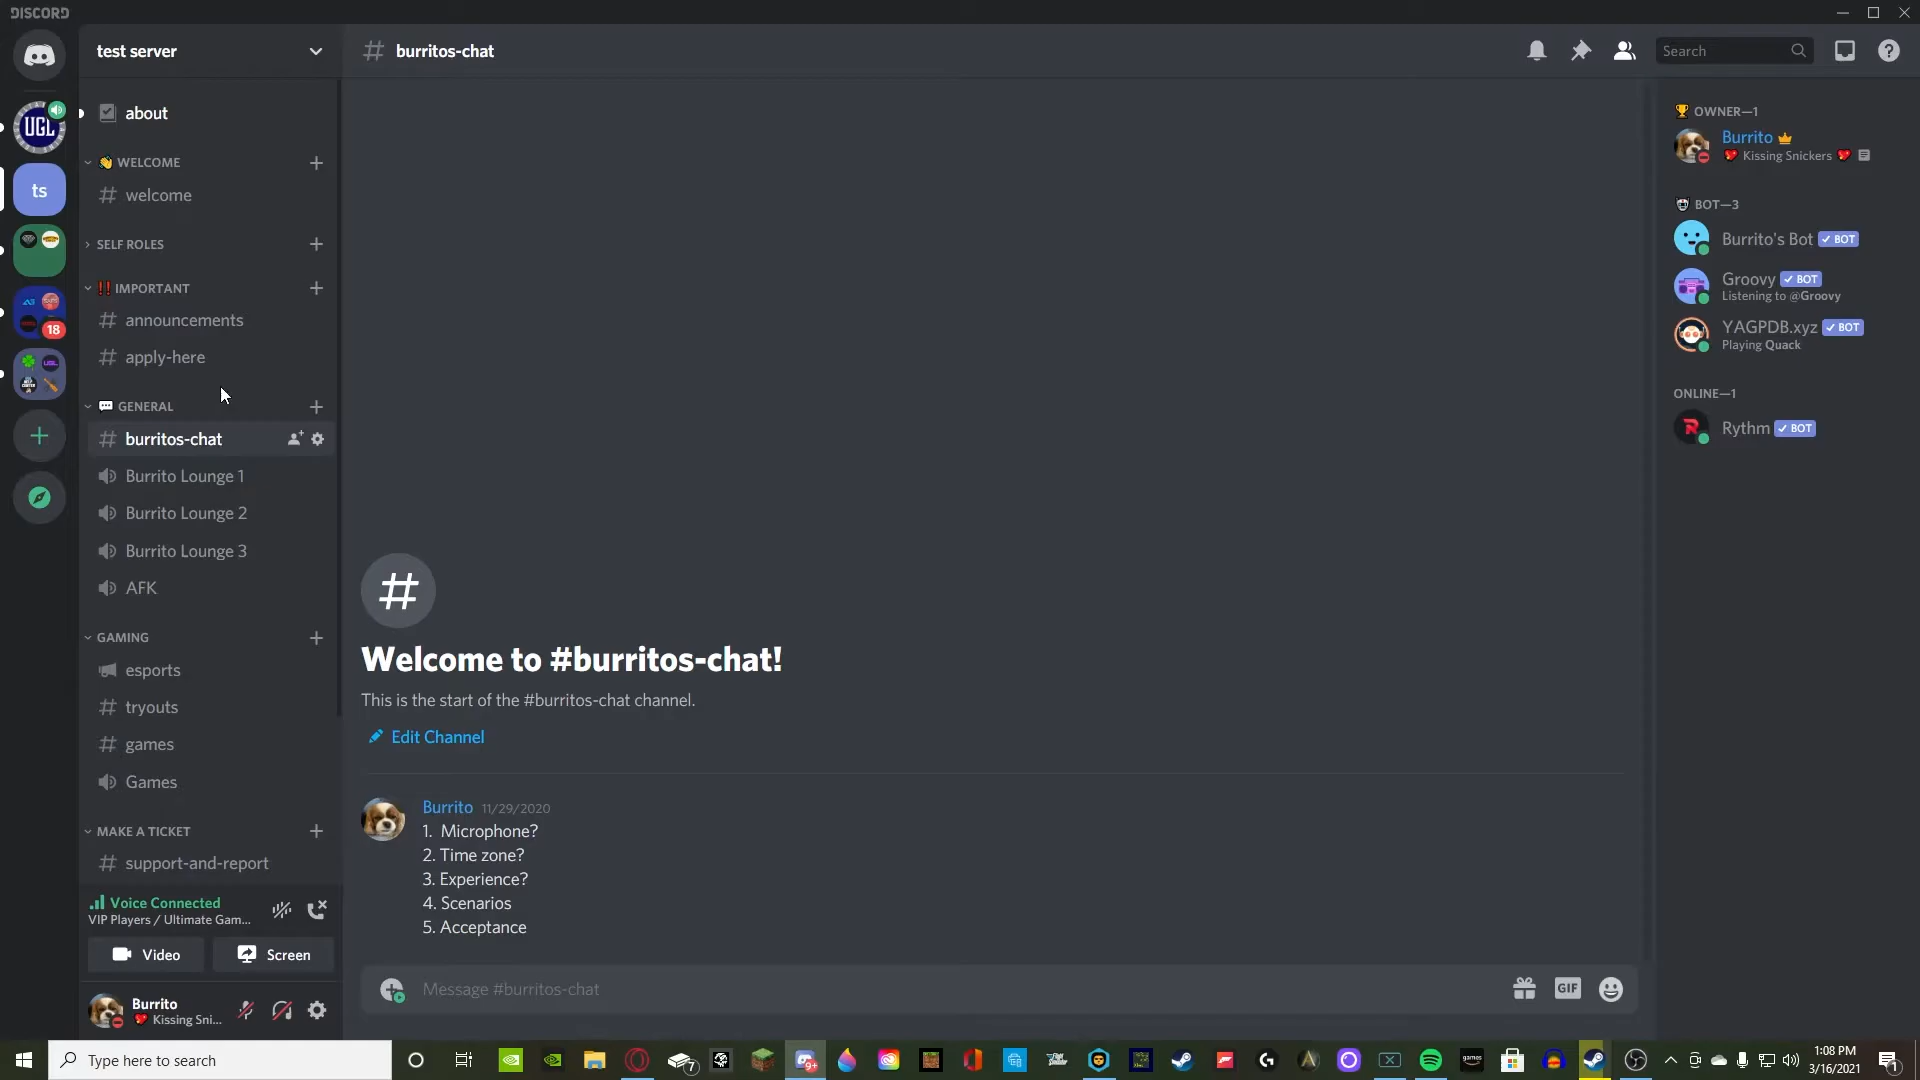 DISCORD
test server
burritos-chat
Search
about
WELCOME
welcome
SELF ROLES
IMPORTANT
announcements
apply-here
GENERAL
burritos-chat
Burrito Lounge 1
Burrito Lounge 2
Burrito Lounge 3
AFK
GAMING
esports
tryouts
games
Games
MAKE A TICKET
support-and-report
Voice Connected
VIP Players / Ultimate Gam...
Video
Screen
Burrito
Kissing Sni...
UGL
ts
18
Welcome to #burritos-chat!
This is the start of the #burritos-chat channel.
Edit Channel
Burrito 11/29/2020
1. Microphone?
2. Time zone?
3. Experience?
4. Scenarios
5. Acceptance
Message #burritos-chat
GIF
OWNER—1
Burrito
Kissing Snickers
BOT—3
Burrito's Bot BOT
Groovy BOT
Listening to @Groovy
YAGPDB.xyz BOT
Playing Quack
ONLINE—1
Rythm BOT
Type here to search
7
9+
games
1:08 PM
3/16/2021
1